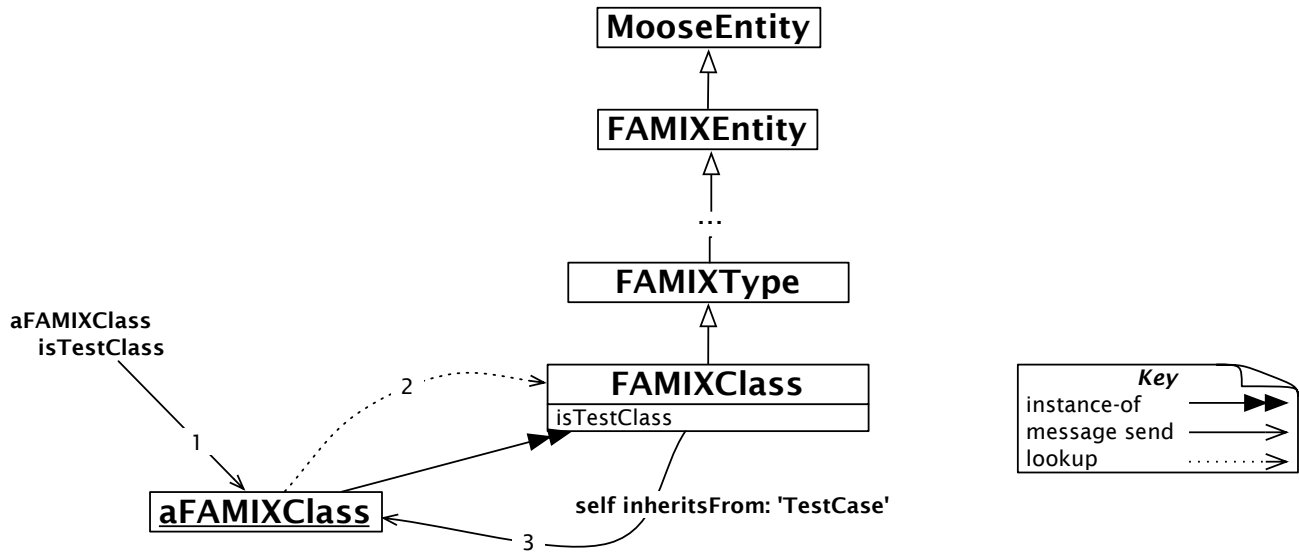 MooseEntity
FAMIXEntity
...
FAMIXType
aFAMIXClass
isTestClass
2
FAMIXClass
isTestClass
Key
instance-of
message send
lookup
1
aFAMIXClass
self inheritsFrom: 'TestCase'
3